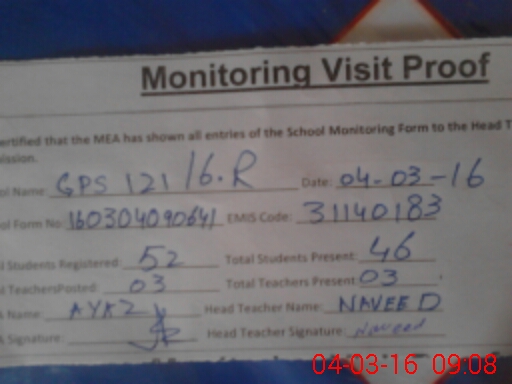 Monitoring Visit Proof
ertified that the MEA has shown all entries of the School Monitoring Form to the Head T
ission.
ol Name: GPS 121/6.R Date: 04-03-16
ol Form No: 160304090641 EMIS Code: 31140183
l Students Registered: 52 Total Students Present: 46
l TeachersPosted: 03 Total Teachers Present 03
A Name: AYAZ Head Teacher Name: NAVEED
A Signature: Head Teacher Signature: Naveed
04-03-16 09:08